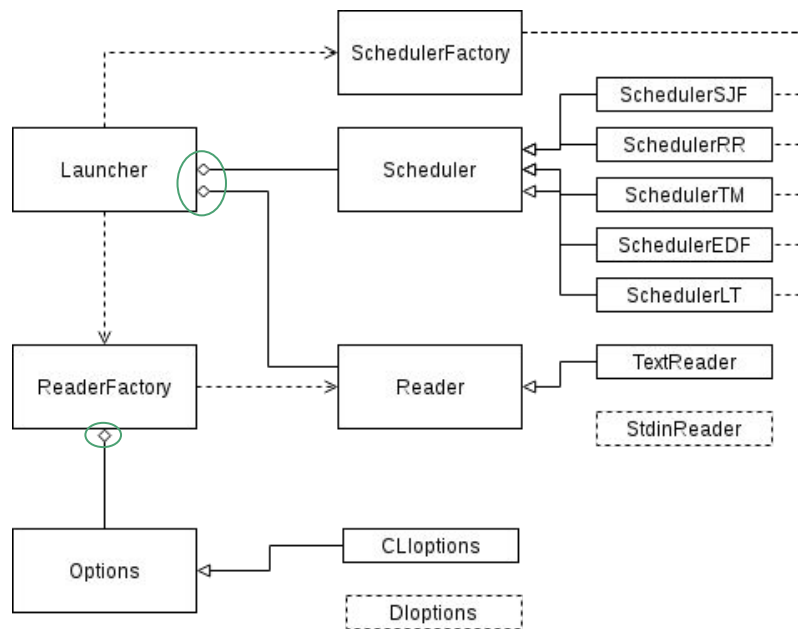 SchedulerFactory
SchedulerSJF
Launcher
Scheduler
SchedulerRR
SchedulerTM
SchedulerEDF
SchedulerLT
ReaderFactory
Reader
TextReader
StdinReader
Options
CLIoptions
DIoptions